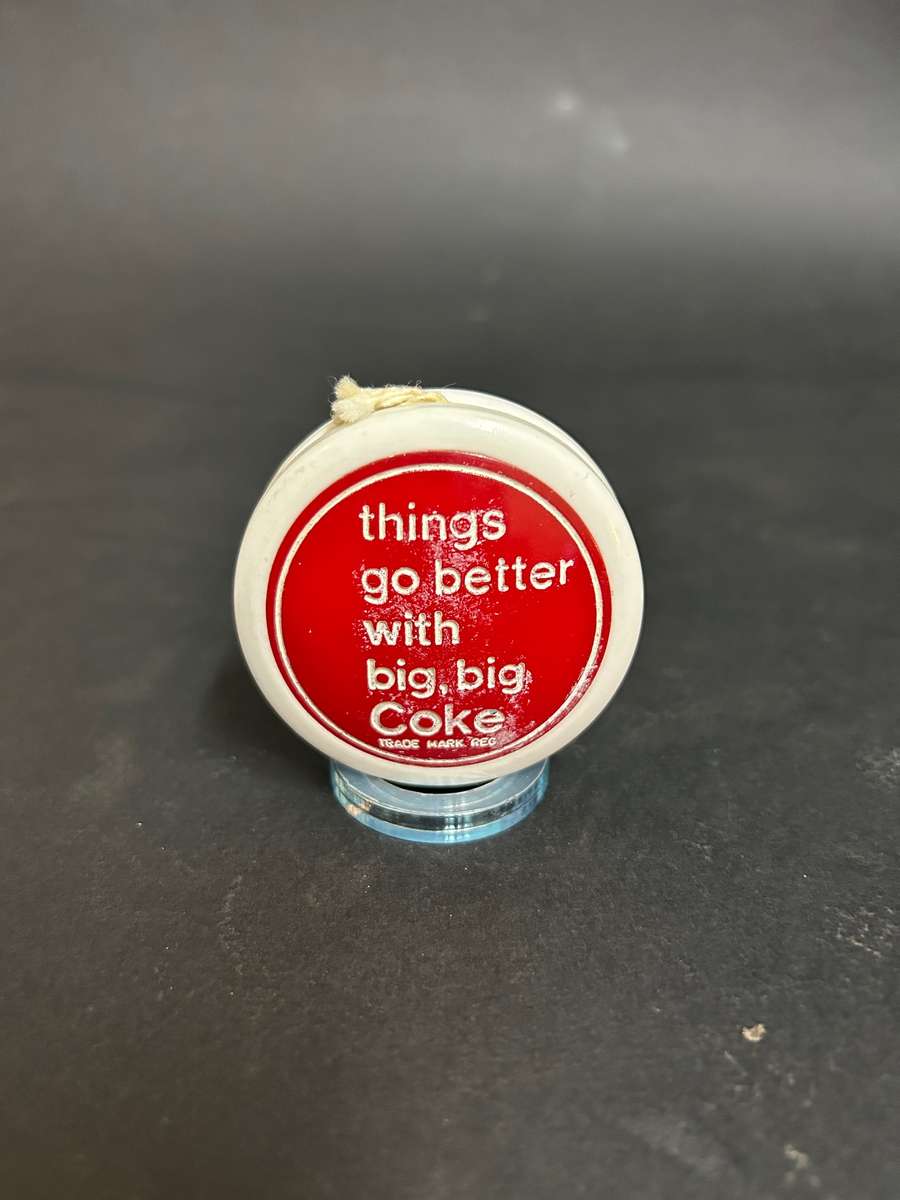 things
go better
with
big, big
Coke
TRADE MARK REG